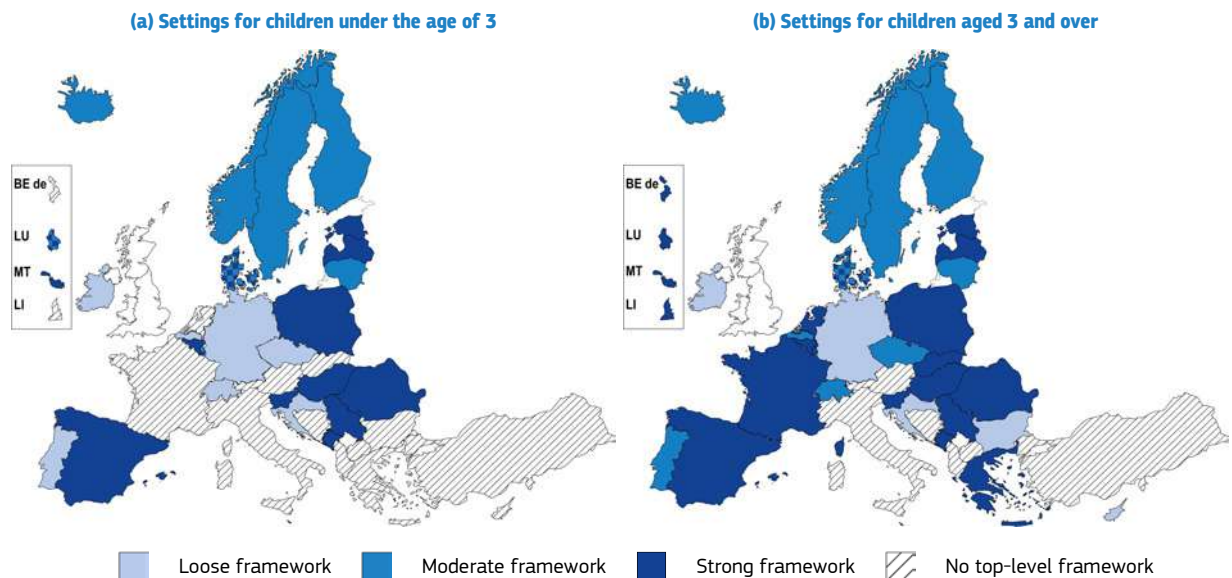 (a) Settings for children under the age of 3
(b) Settings for children aged 3 and over
BE de
LU
MT
LI
BE de
LU
MT
LI
Loose framework
Moderate framework
Strong framework
No top-level framework